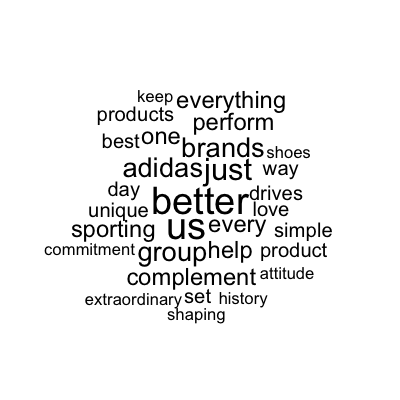 keep everything
products perform
best one brands shoes
adidas just way
day better drives
unique us every love
sporting simple
commitment group help product
complement attitude
extraordinary set history
shaping